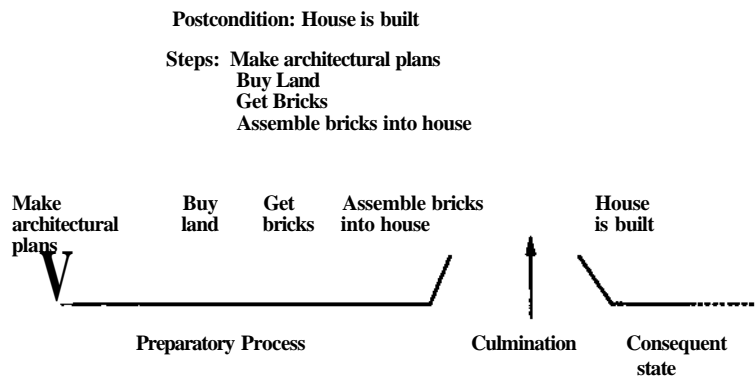 Postcondition: House is built
Steps: Make architectural plans
Buy Land
Get Bricks
Assemble bricks into house
Make architectural plans
Buy land
Get bricks
Assemble bricks into house
House is built
Preparatory Process
Culmination
Consequent state